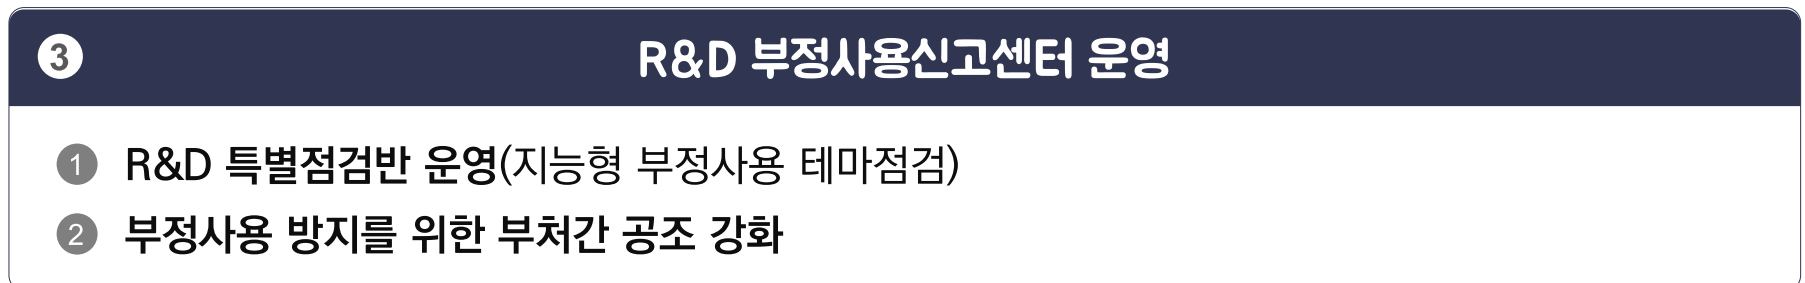 3 R&D 부정사용신고센터 운영
1 R&D 특별점검반 운영(지능형 부정사용 테마점검)
2 부정사용 방지를 위한 부처간 공조 강화